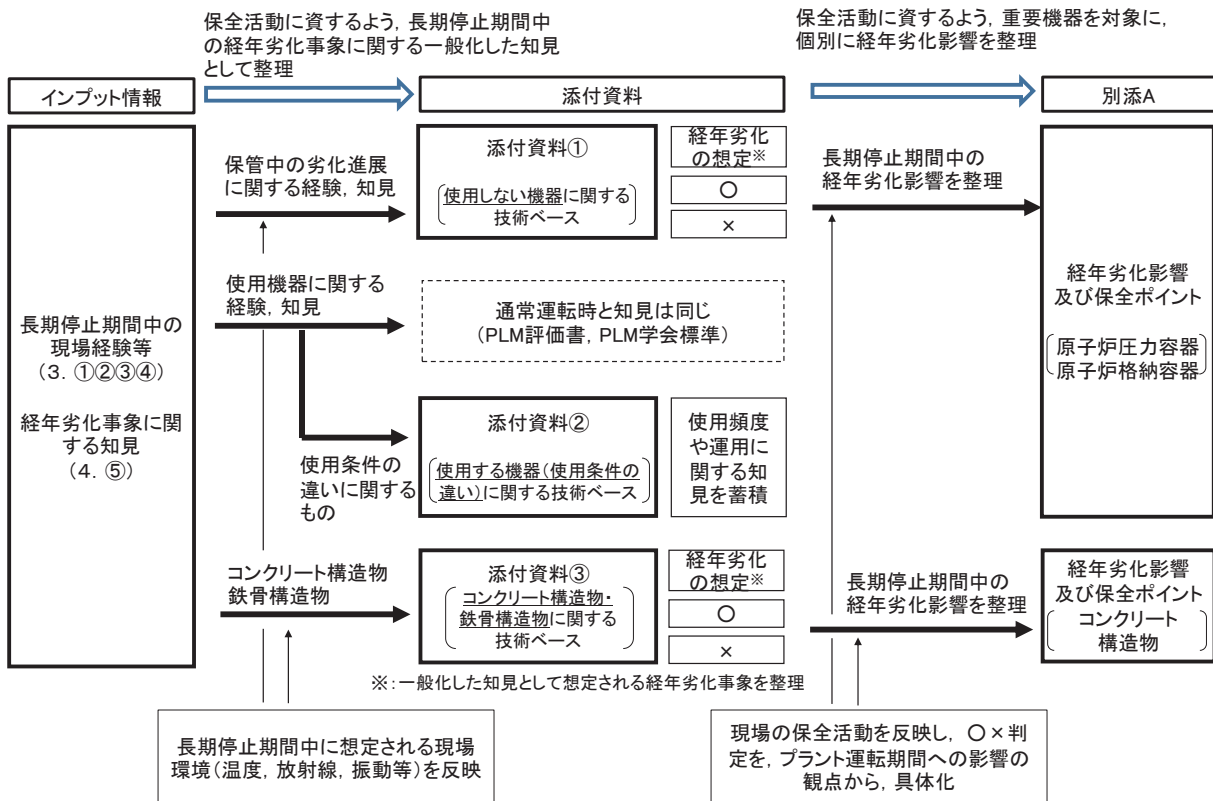 保全活動に資するよう，長期停止期間中
の経年劣化事象に関する一般化した知見
として整理
保全活動に資するよう，重要機器を対象に，
個別に経年劣化影響を整理
インプット情報
添付資料
別添A
長期停止期間中の
現場経験等
（３．①②③④）
経年劣化事象に関
する知見
（４．⑤）
保管中の劣化進展
に関する経験，知見
添付資料①
使用しない機器に関する
技術ベース
経年劣化
の想定※
○
×
長期停止期間中の
経年劣化影響を整理
使用機器に関する
経験，知見
通常運転時と知見は同じ
（PLM評価書，PLM学会標準）
経年劣化影響
及び保全ポイント
原子炉圧力容器
原子炉格納容器
使用条件の
違いに関する
もの
添付資料②
使用する機器（使用条件の
違い）に関する技術ベース
使用頻度
や運用に
関する知
見を蓄積
コンクリート構造物
鉄骨構造物
添付資料③
コンクリート構造物・
鉄骨構造物に関する
技術ベース
経年劣化
の想定※
○
×
長期停止期間中の
経年劣化影響を整理
経年劣化影響
及び保全ポイント
コンクリート
構造物
※：一般化した知見として想定される経年劣化事象を整理
長期停止期間中に想定される現場
環境（温度，放射線，振動等）を反映
現場の保全活動を反映し，○×判
定を，プラント運転期間への影響の
観点から，具体化